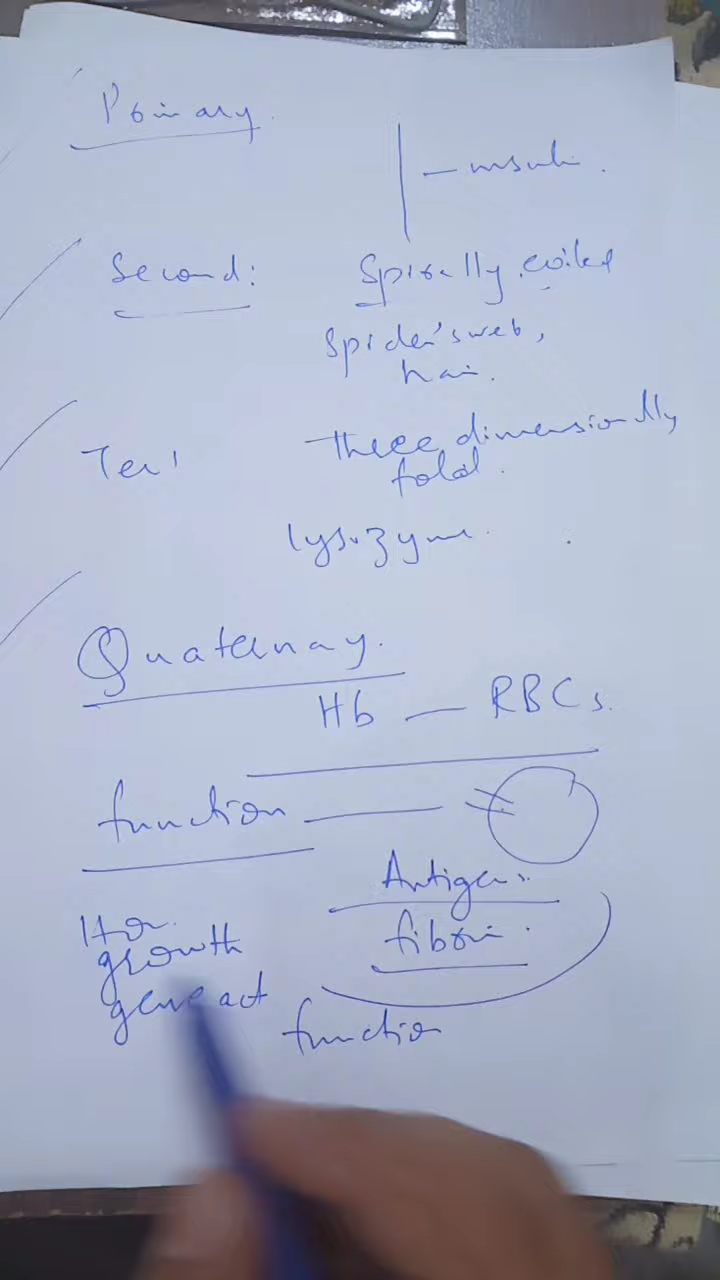 Primary.
— insulin.
Second: Spirally coiled
Spider's web,
hair.
Ter' three dimensionally
fold.
lysozyme.
Quaternay.
Hb — RBCs.
function
Antigen.
fibrin.
growth
gene act
function